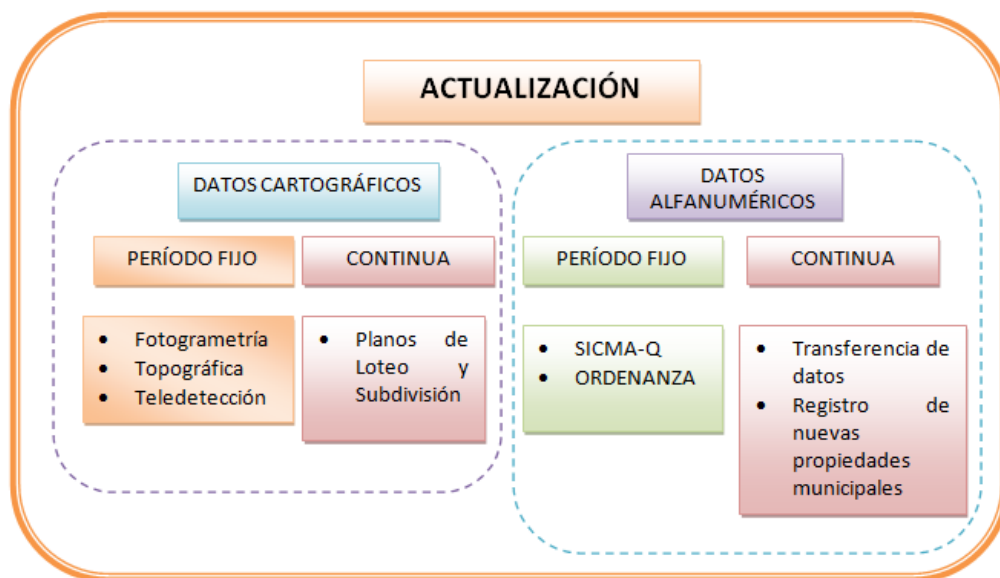 ACTUALIZACIÓN
DATOS CARTOGRÁFICOS
PERÍODO FIJO
CONTINUA
• Fotogrametría
• Topográfica
• Teledetección
• Planos de
Loteo y
Subdivisión
DATOS
ALFANUMÉRICOS
PERÍODO FIJO
CONTINUA
• SICMA-Q
• ORDENANZA
• Transferencia de
datos
• Registro de
nuevas
propiedades
municipales